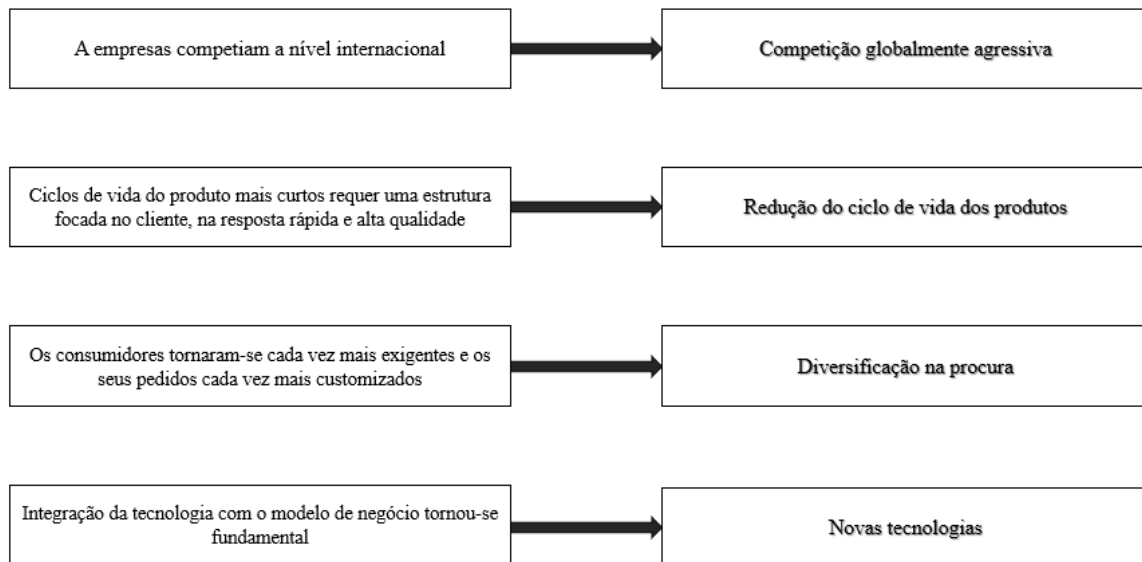 A empresas competiam a nível internacional
Competição globalmente agressiva
Ciclos de vida do produto mais curtos requer uma estrutura
focada no cliente, na resposta rápida e alta qualidade
Redução do ciclo de vida dos produtos
Os consumidores tornaram-se cada vez mais exigentes e os
seus pedidos cada vez mais customizados
Diversificação na procura
Integração da tecnologia com o modelo de negócio tornou-se
fundamental
Novas tecnologias